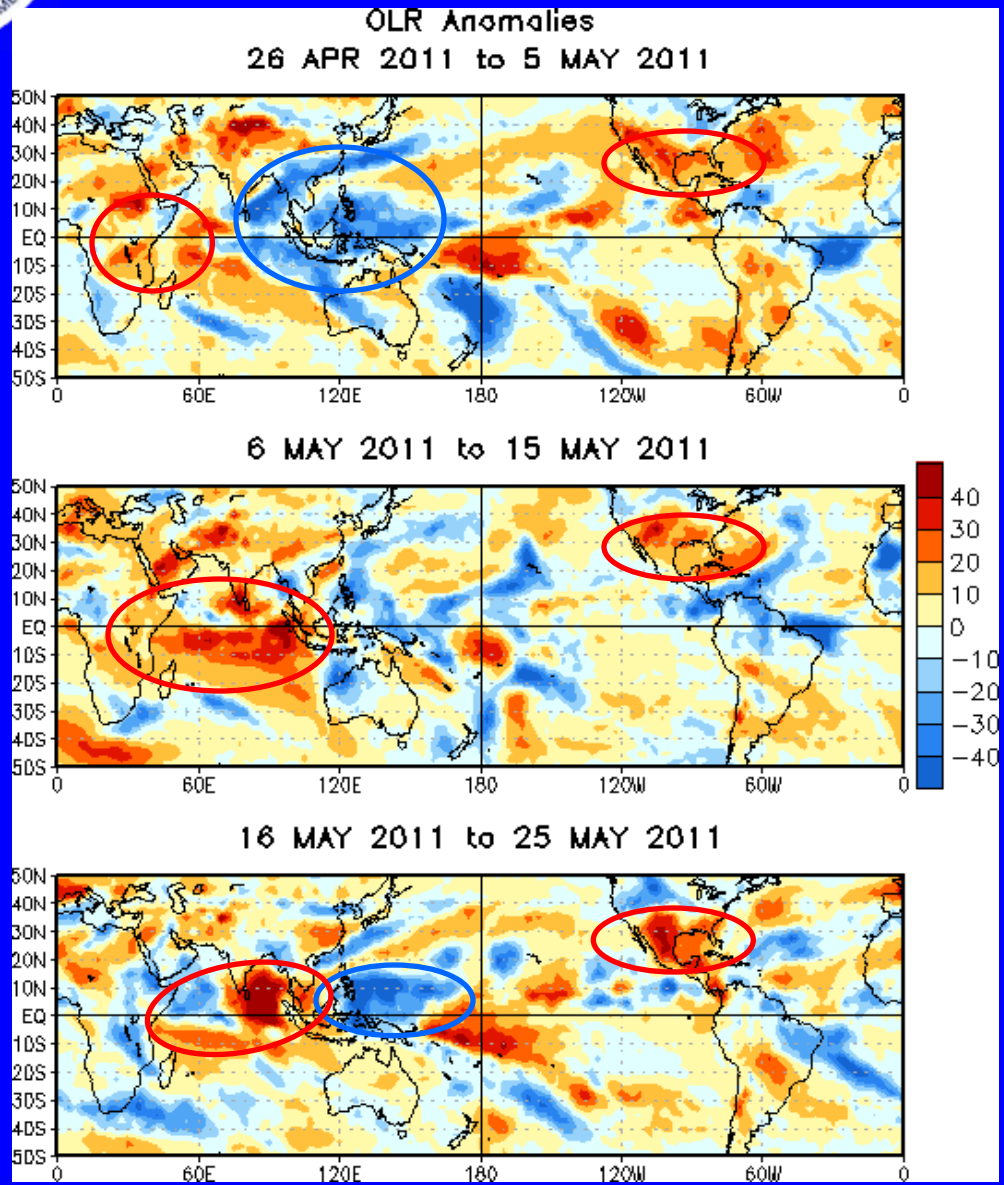 OLR Anomalies
26 APR 2011 to 5 MAY 2011
50N
40N
30N
20N
10N
EQ
10S
20S
30S
40S
50S
0 60E 120E 180 120W 60W 0
6 MAY 2011 to 15 MAY 2011
50N
40N
30N
20N
10N
EQ
10S
20S
30S
40S
50S
0 60E 120E 180 120W 60W 0
40
30
20
10
0
−10
−20
−30
−40
16 MAY 2011 to 25 MAY 2011
50N
40N
30N
20N
10N
EQ
10S
20S
30S
40S
50S
0 60E 120E 180 120W 60W 0